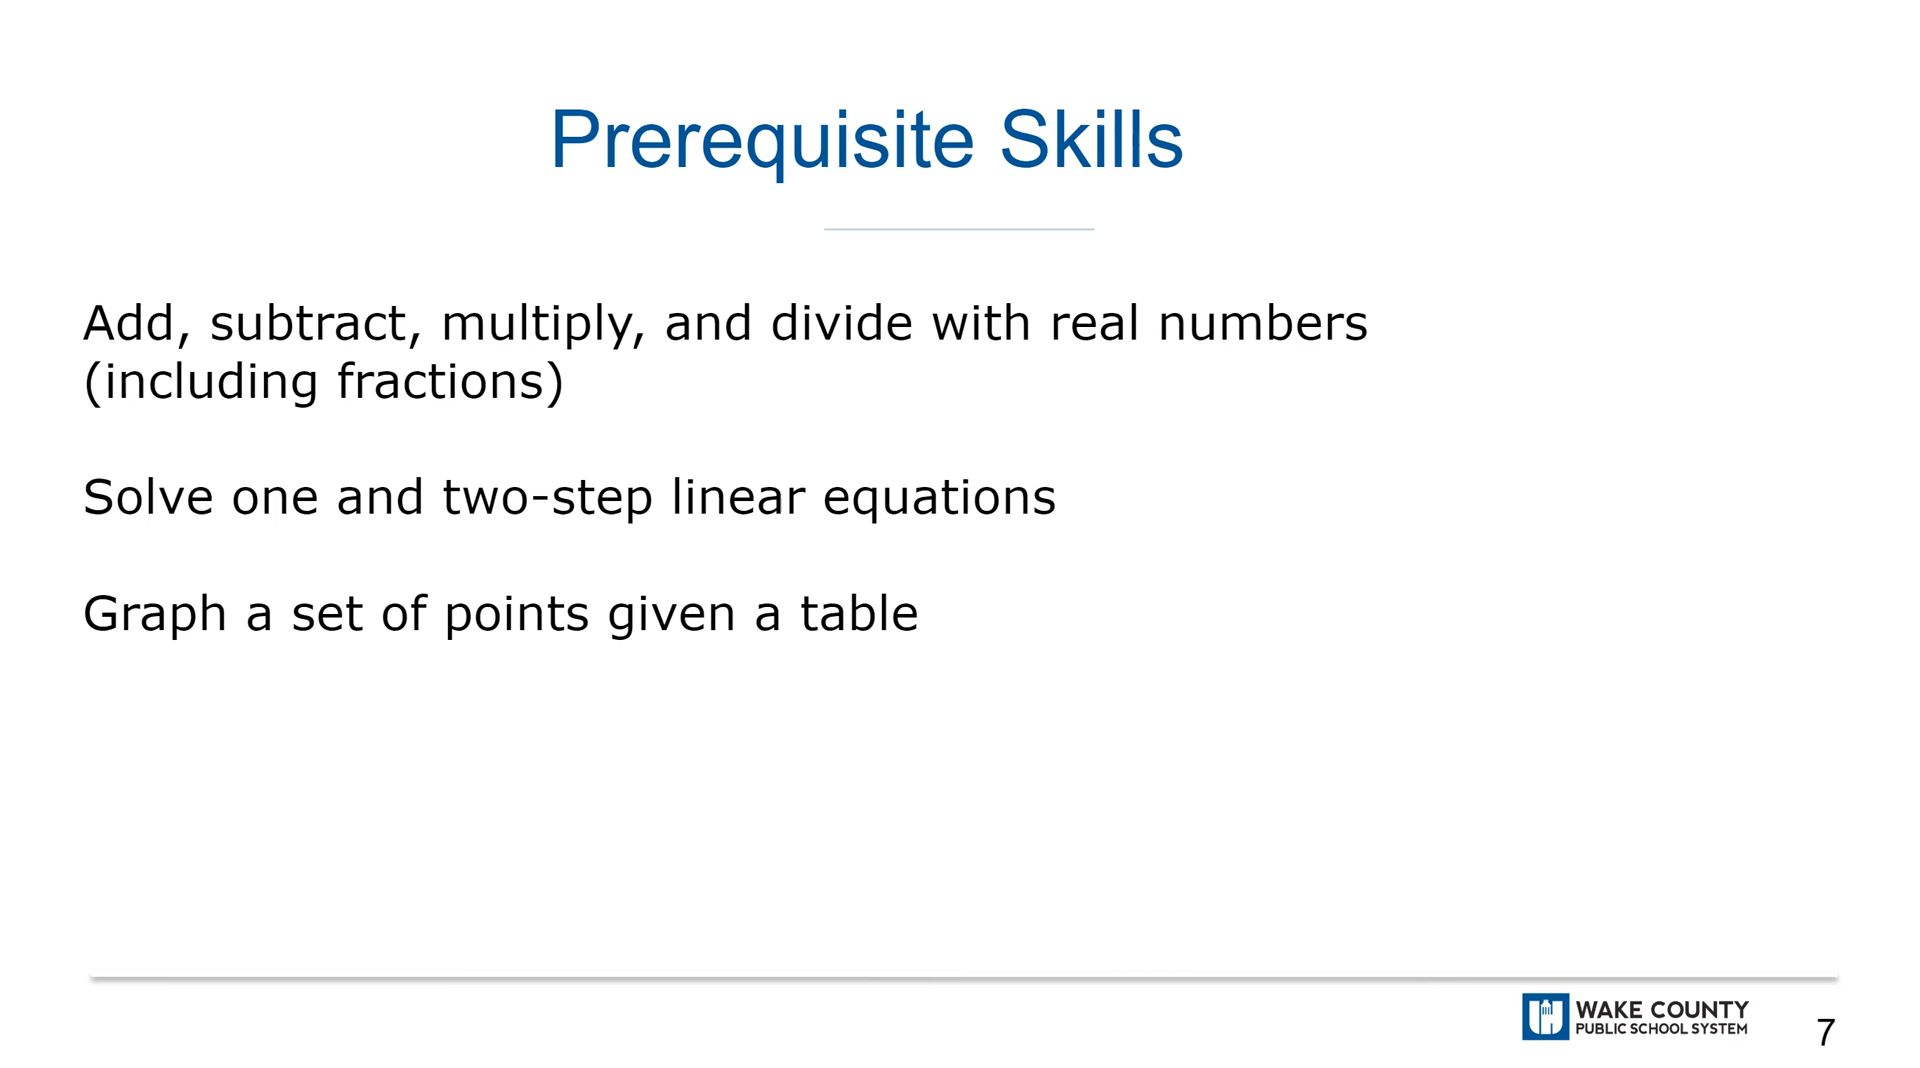 Prerequisite Skills
Add, subtract, multiply, and divide with real numbers
(including fractions)
Solve one and two-step linear equations
Graph a set of points given a table
WAKE COUNTY
PUBLIC SCHOOL SYSTEM
7